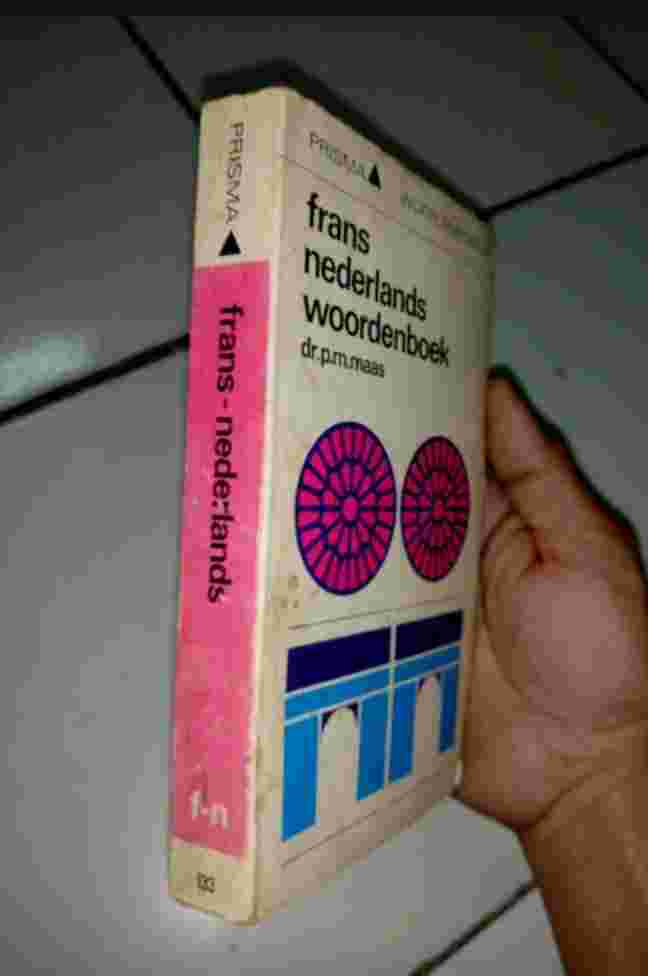 PRISMA
frans-nederlands
f-n
PRISMA
frans
nederlands
woordenboek
dr.p.m.maas